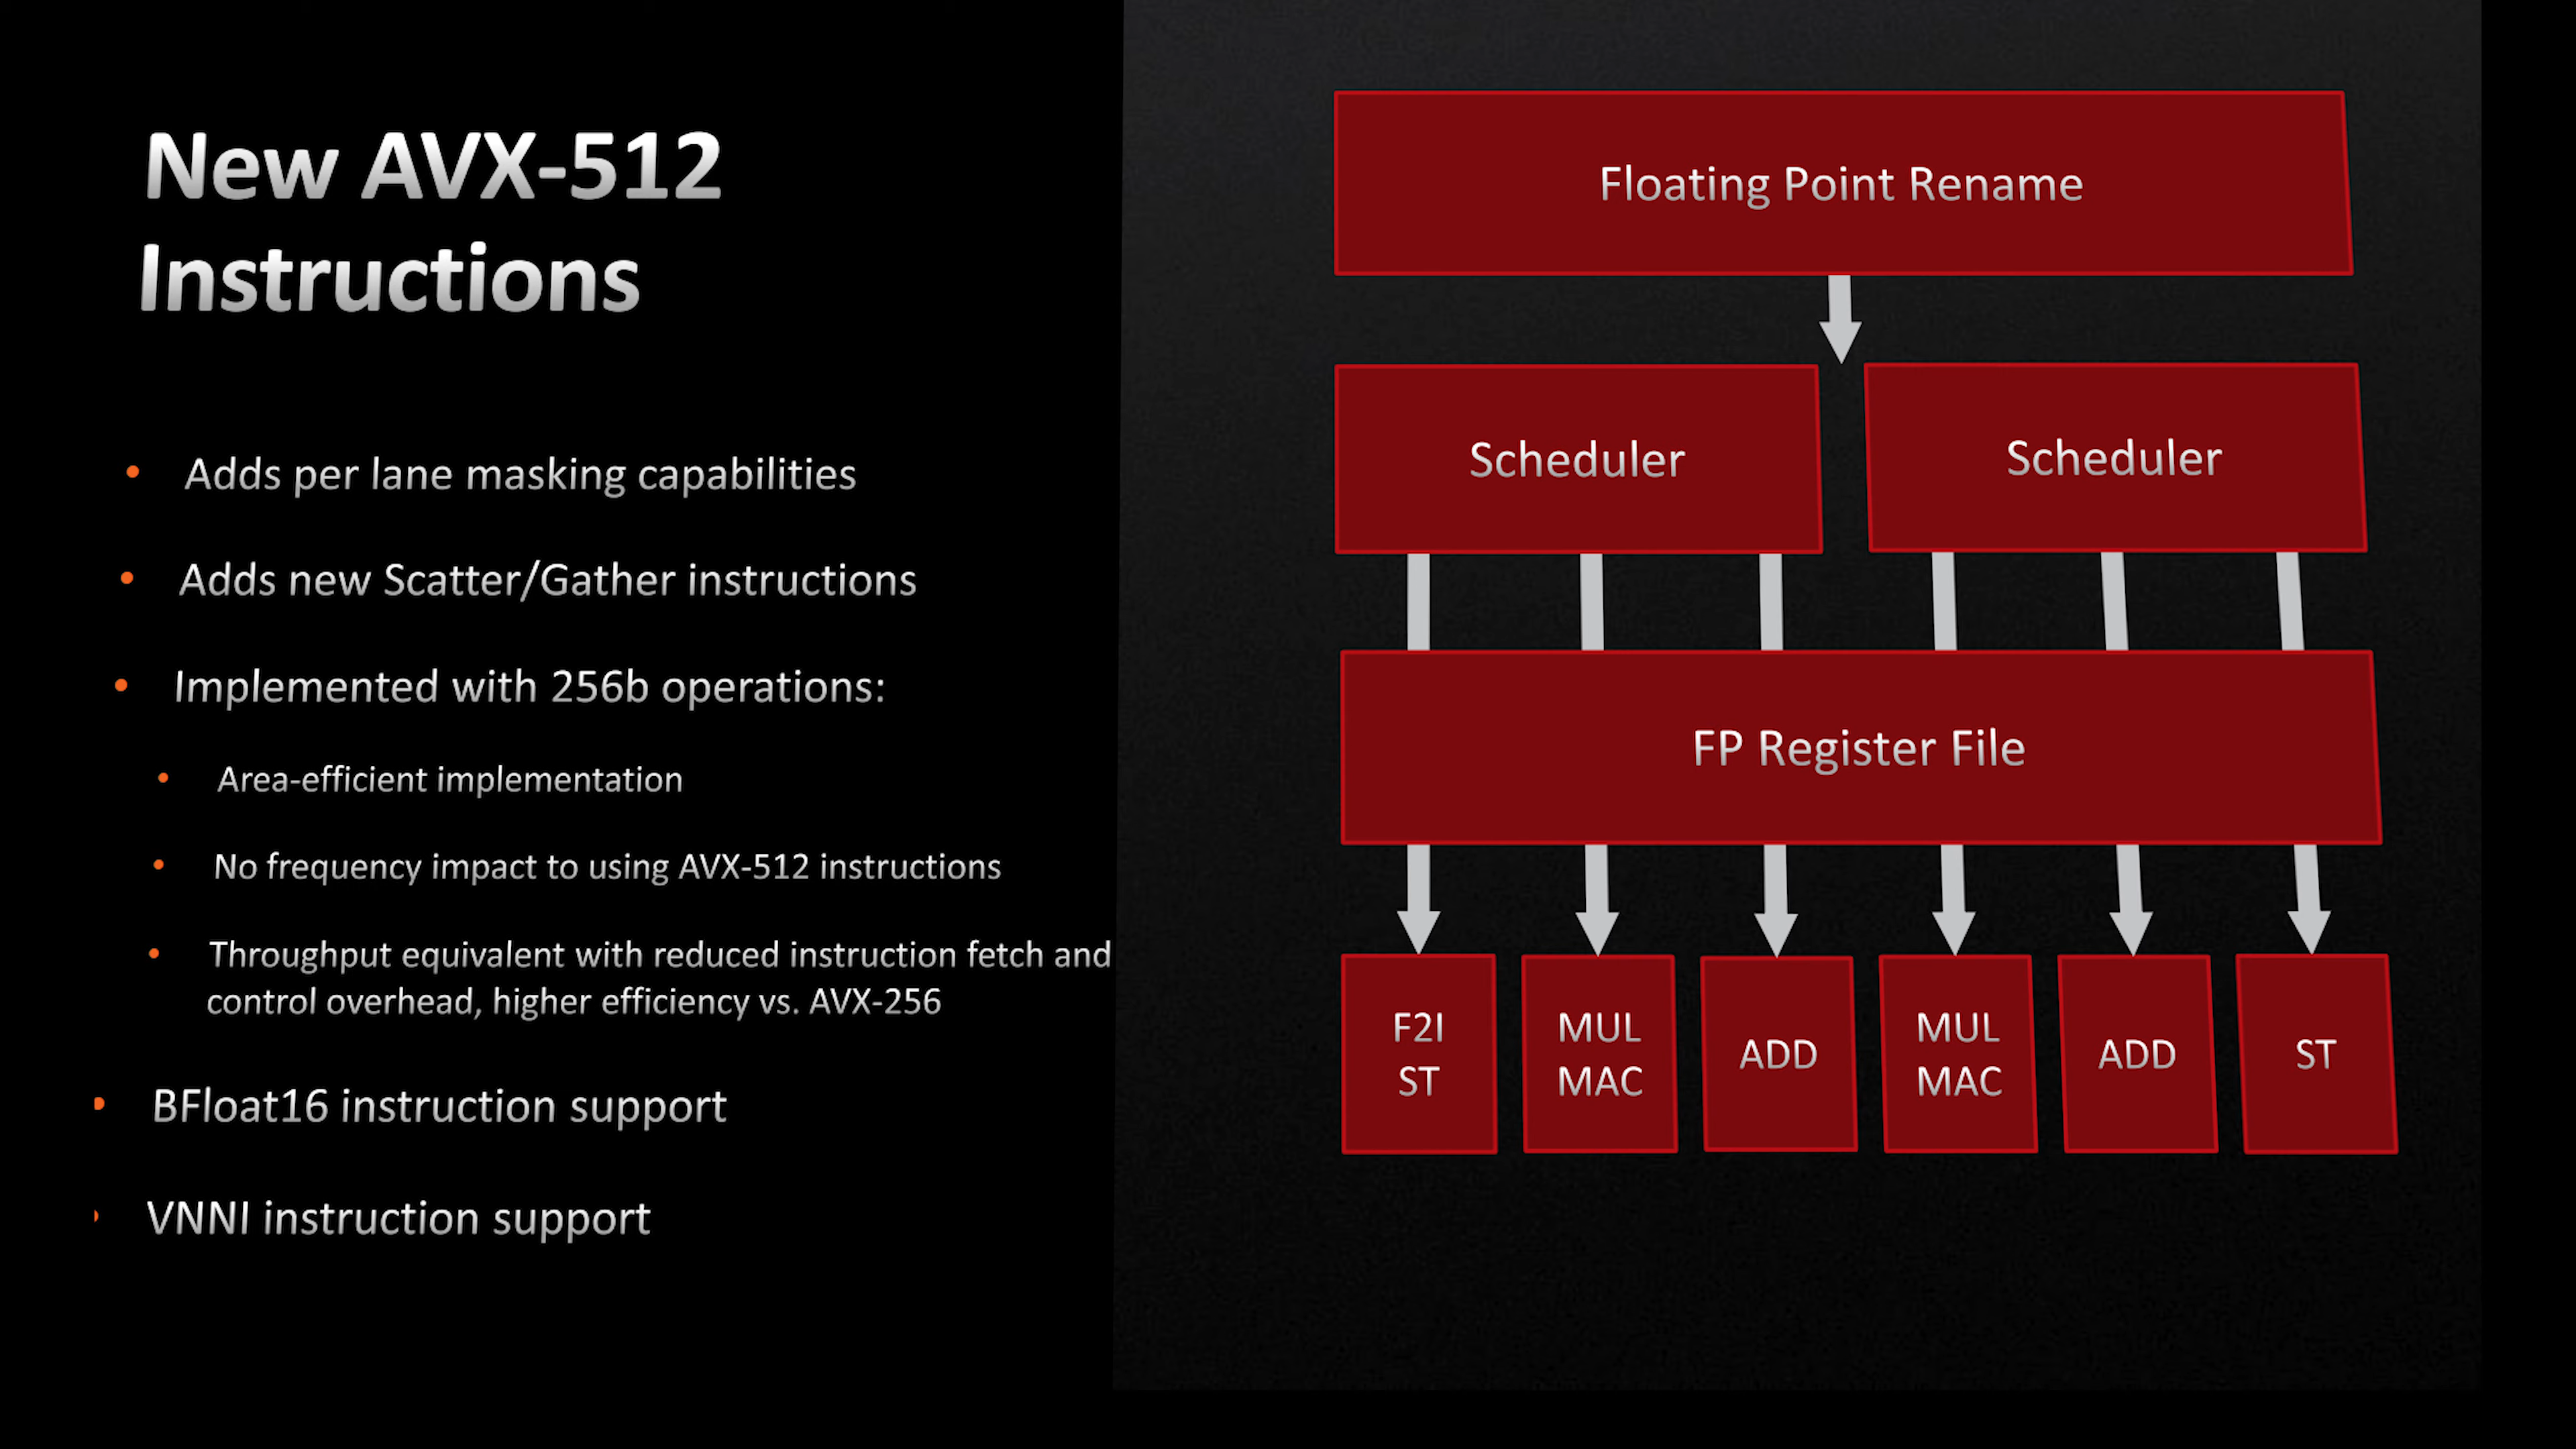 New AVX-512
Instructions
Adds per lane masking capabilities
Adds new Scatter/Gather instructions
Implemented with 256b operations:
Area-efficient implementation
No frequency impact to using AVX-512 instructions
Throughput equivalent with reduced instruction fetch and
control overhead, higher efficiency vs. AVX-256
BFloat16 instruction support
VNNI instruction support
Floating Point Rename
Scheduler
Scheduler
FP Register File
F2I
ST
MUL
MAC
ADD
MUL
MAC
ADD
ST